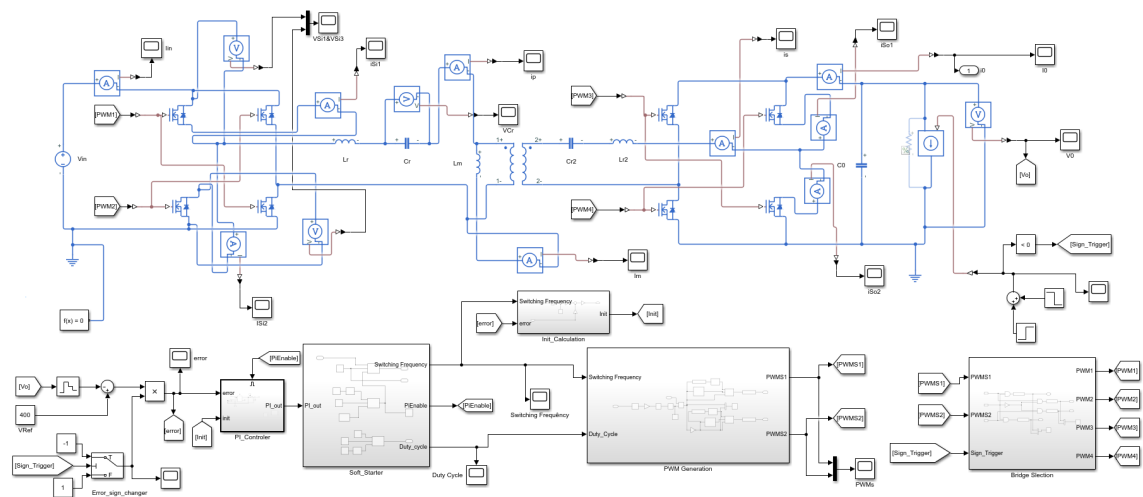 Iin
VSi1&VSi3
iSi1
ip
is
iSo1
I0
1
i0
[PWM1]
[PWM3]
VCr
Vin
Lr
Cr
Lm
1+
2+
1-
2-
Cr2
Lr2
C0
V0
[Vo]
[PWM2]
[PWM4]
< 0
[Sign_Trigger]
Im
iSo2
ISi2
f(x) = 0
Switching Frequency
error
Init
[Init]
[error]
Init_Calculation
error
[PiEnable]
[Vo]
400
VRef
error
init
PI_out
PI_Controler
[error]
[Init]
-1
[Sign_Trigger]
1
T
F
Error_sign_changer
PI_out
Switching Frequency
PiEnable
Duty_cycle
Soft_Starter
[PiEnable]
Switching Frequency
Duty Cycle
Switching Frequency
Duty_Cycle
PWMS1
PWMS2
PWM Generation
[PWMS1]
[PWMS2]
PWMs
[PWMS1]
[PWMS2]
[Sign_Trigger]
PWMS1
PWMS2
Sign_Trigger
PWM1
PWM2
PWM3
PWM4
Bridge Slection
[PWM1]
[PWM2]
[PWM3]
[PWM4]